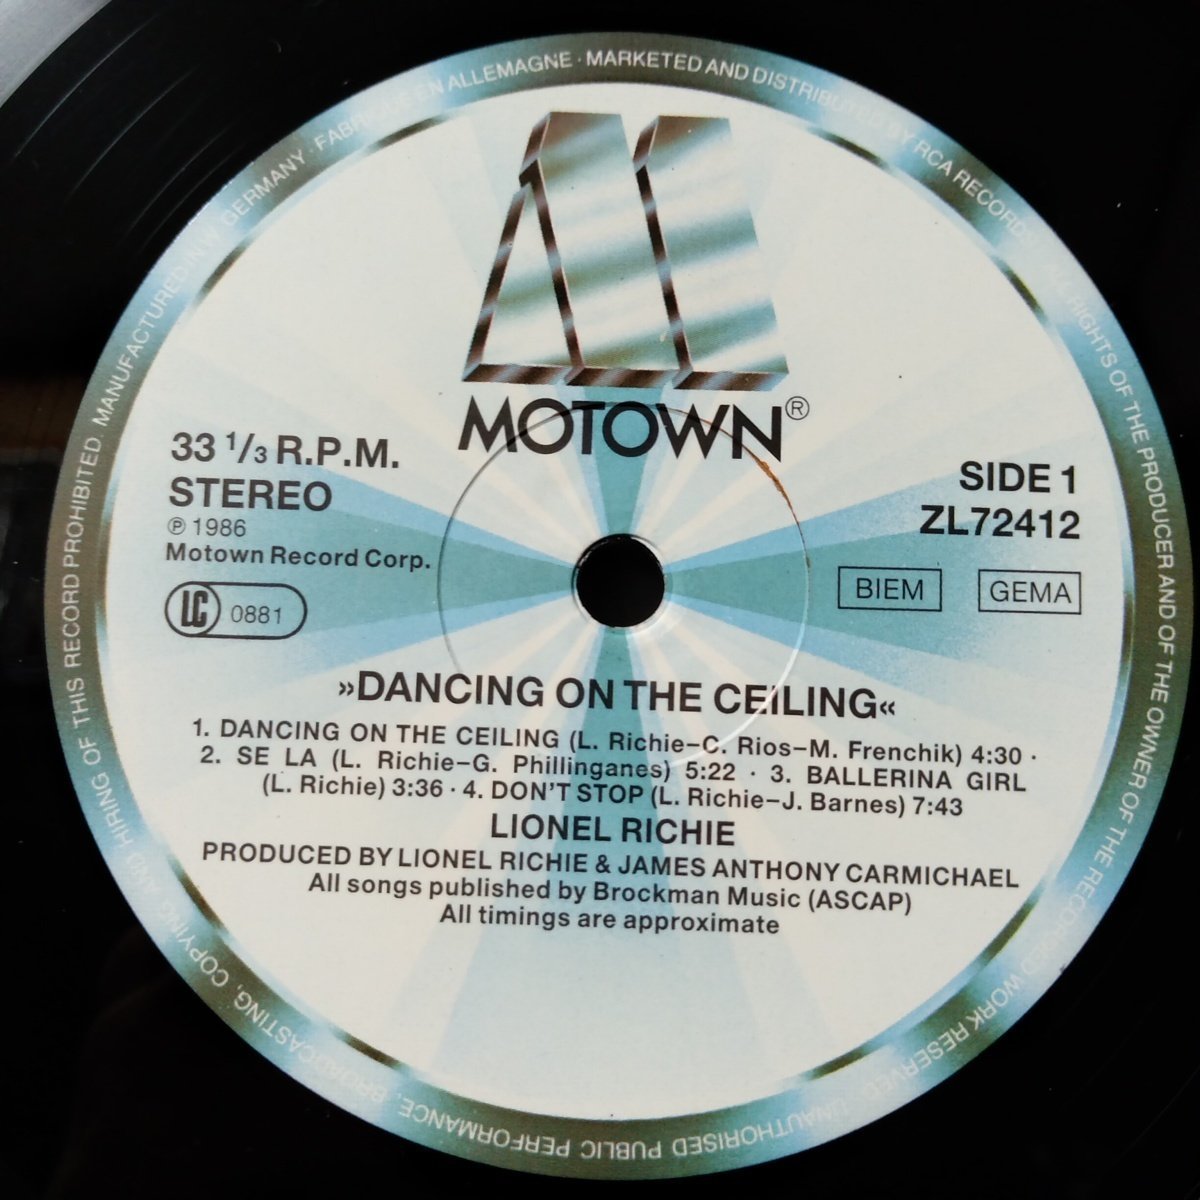 MANUFACTURED IN W. GERMANY · FABRIQUÉ EN ALLEMAGNE · MARKETED AND DISTRIBUTED BY RCA RECORDS · ALL RIGHTS OF THE PRODUCER AND OF THE OWNER OF THE RECORDED WORK RESERVED. UNAUTHORISED PUBLIC PERFORMANCE, BROADCASTING, COPYING AND HIRING OF THIS RECORD PROHIBITED.
MOTOWN®
33 1/3 R.P.M.
STEREO
℗ 1986
Motown Record Corp.
LC 0881
SIDE 1
ZL72412
BIEM GEMA
»DANCING ON THE CEILING«
1. DANCING ON THE CEILING (L. Richie–C. Rios–M. Frenchik) 4:30 ·
2. SE LA (L. Richie–G. Phillinganes) 5:22 · 3. BALLERINA GIRL
(L. Richie) 3:36 · 4. DON'T STOP (L. Richie–J. Barnes) 7:43
LIONEL RICHIE
PRODUCED BY LIONEL RICHIE & JAMES ANTHONY CARMICHAEL
All songs published by Brockman Music (ASCAP)
All timings are approximate